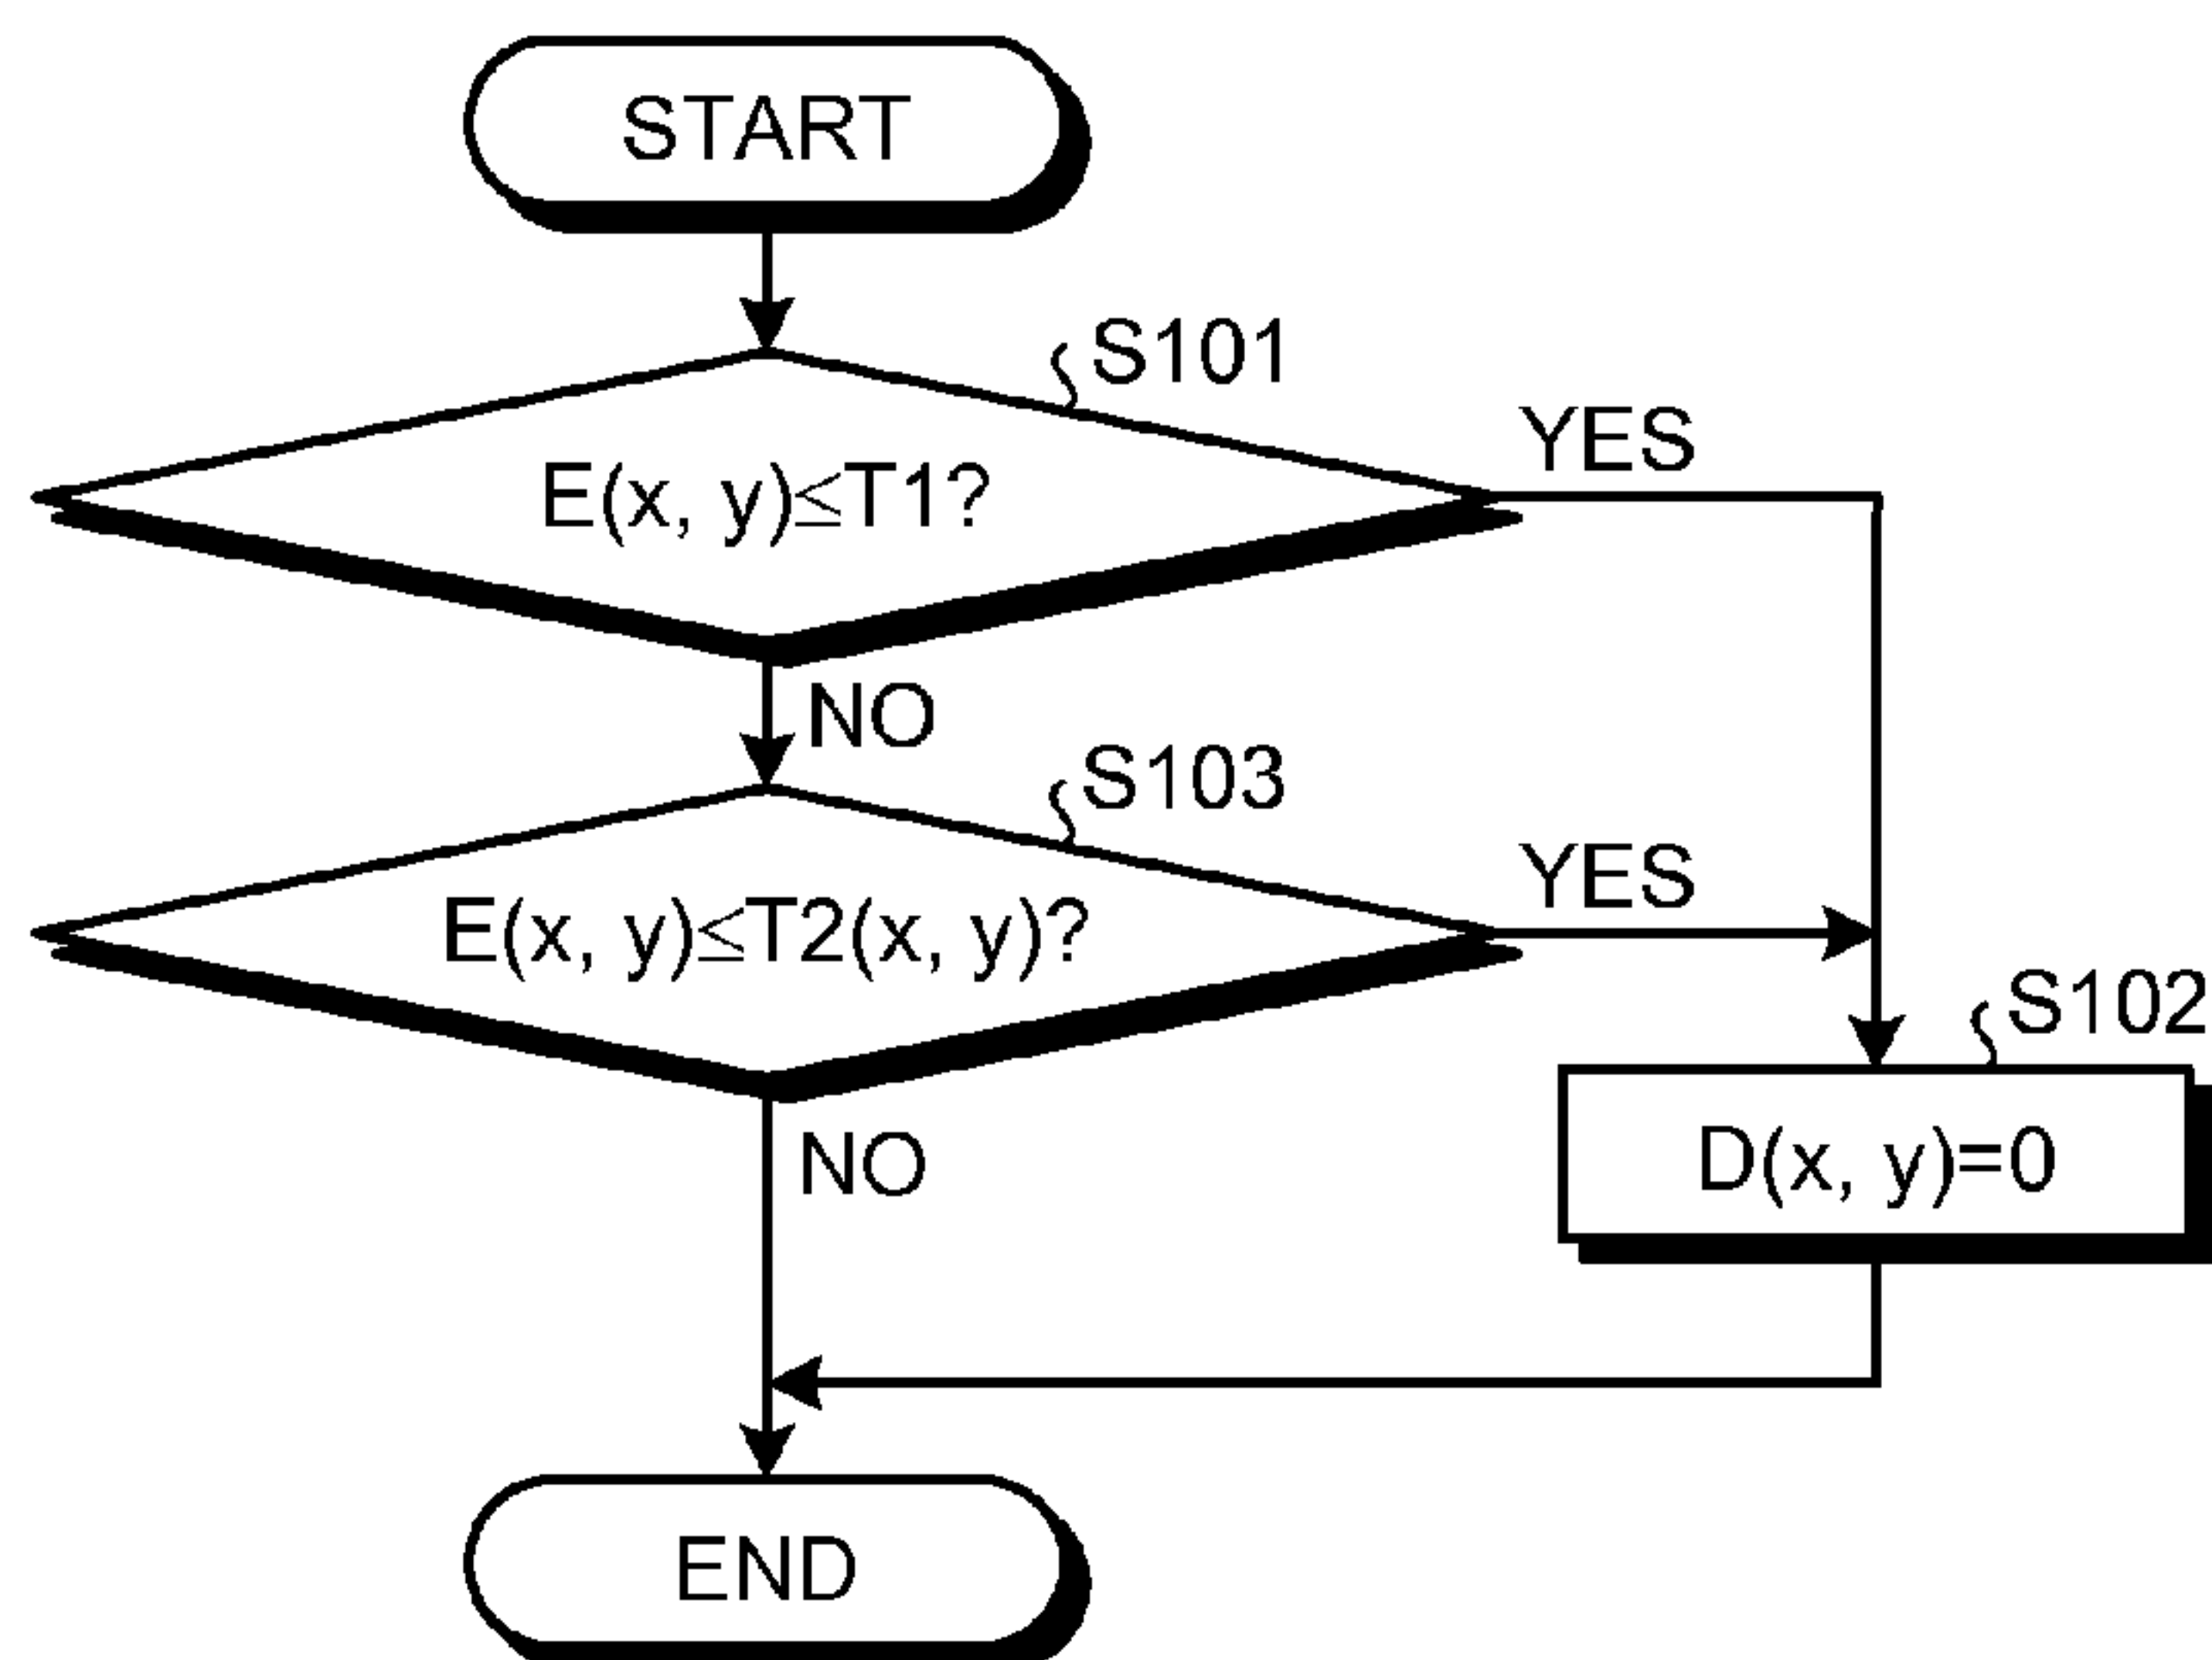 START
S101
YES
E(x, y)≦T1?
NO
S103
YES
E(x, y)≦T2(x, y)?
S102
NO
D(x, y)=0
END